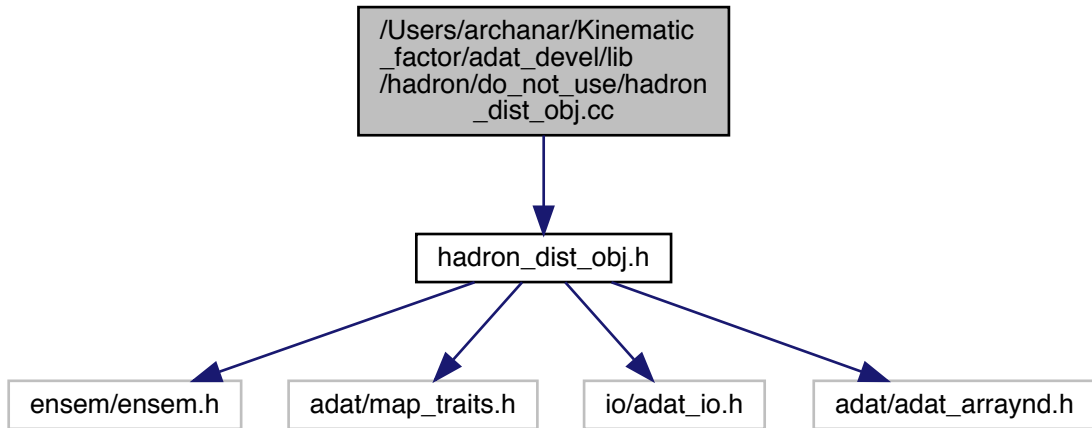 /Users/archanar/Kinematic
_factor/adat_devel/lib
/hadron/do_not_use/hadron
_dist_obj.cc
hadron_dist_obj.h
ensem/ensem.h
adat/map_traits.h
io/adat_io.h
adat/adat_arraynd.h